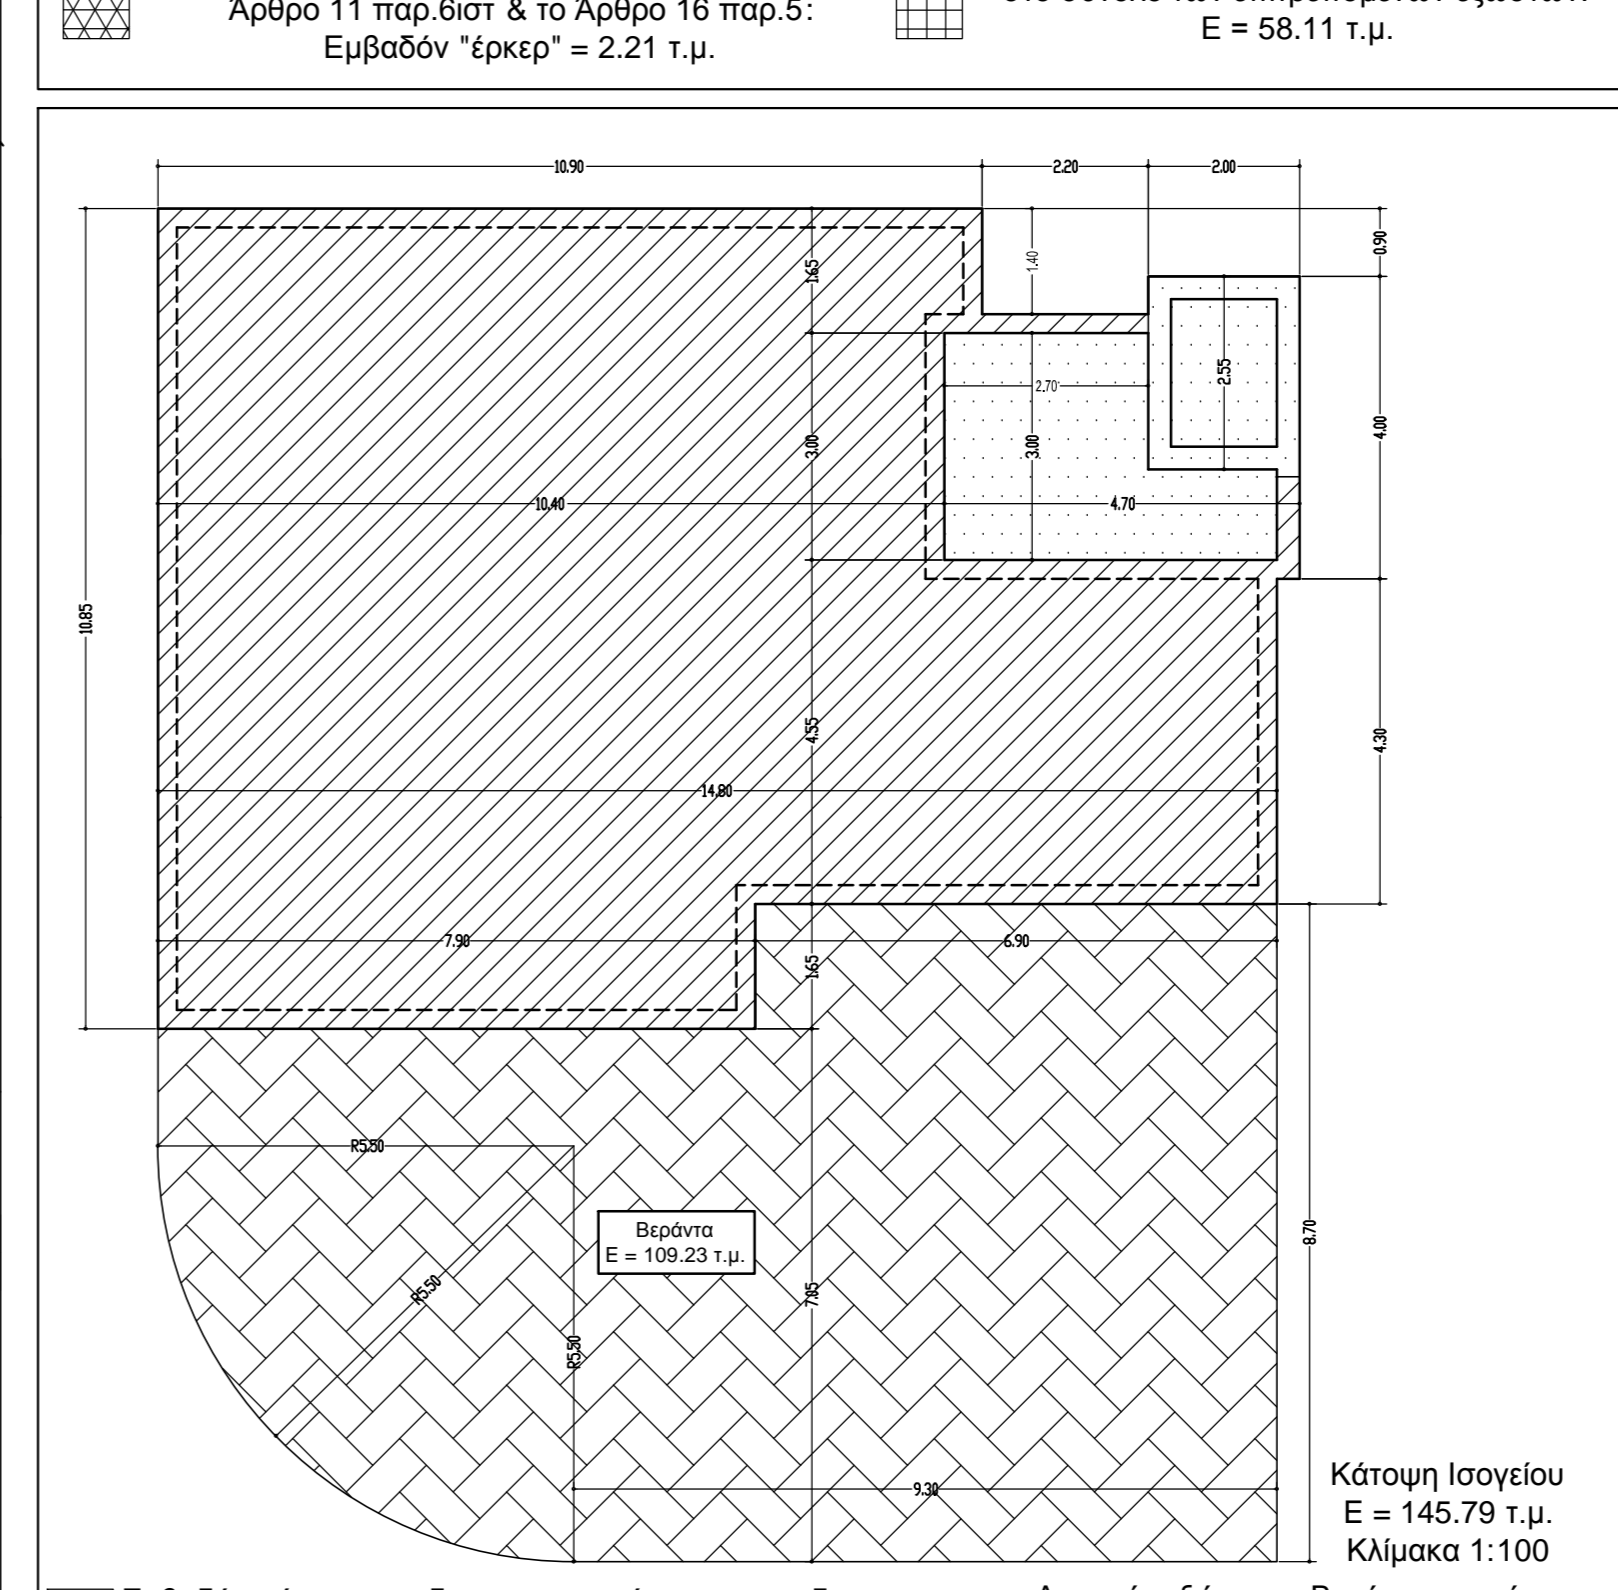 Άρθρο 11 παρ.6ιστ & το Άρθρο 16 παρ.5:
Εμβαδόν "έρκερ" = 2.21 τ.μ.
Ε = 58.11 τ.μ.
10.90
2.20
2.00
1.65
1.40
0.90
2.55
2.70
3.00
3.00
4.00
10.40
4.70
10.85
4.55
4.30
14.80
7.90
6.90
1.65
R5.50
Βεράντα
Ε = 109.23 τ.μ.
8.70
R5.50
7.05
R5.50
9.30
Κάτοψη Ισογείου
Ε = 145.79 τ.μ.
Κλίμακα 1:100